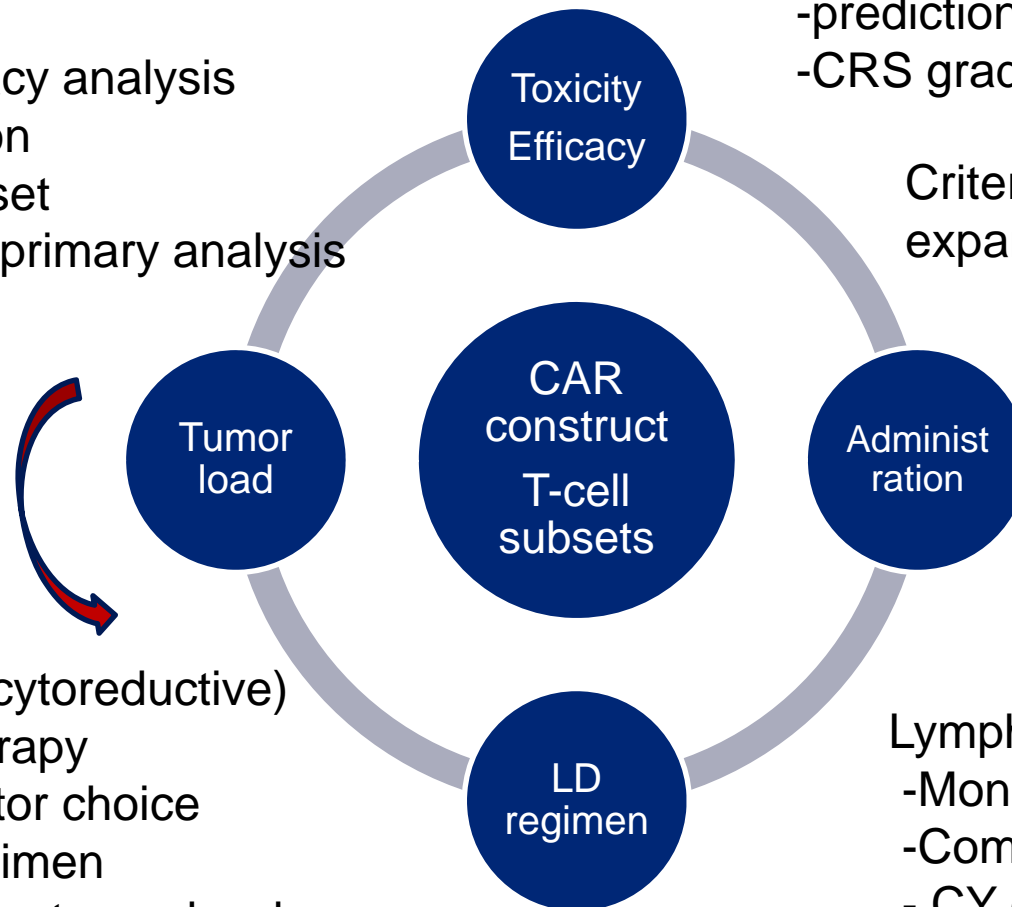 cy analysis
on
set
primary analysis
Toxicity
Efficacy
-prediction
-CRS grad
Criter
expa
Tumor
load
CAR
construct
T-cell
subsets
Administ
ration
cytoreductive)
rapy
tor choice
imen
LD
regimen
Lymph
-Mon
-Com
- CY